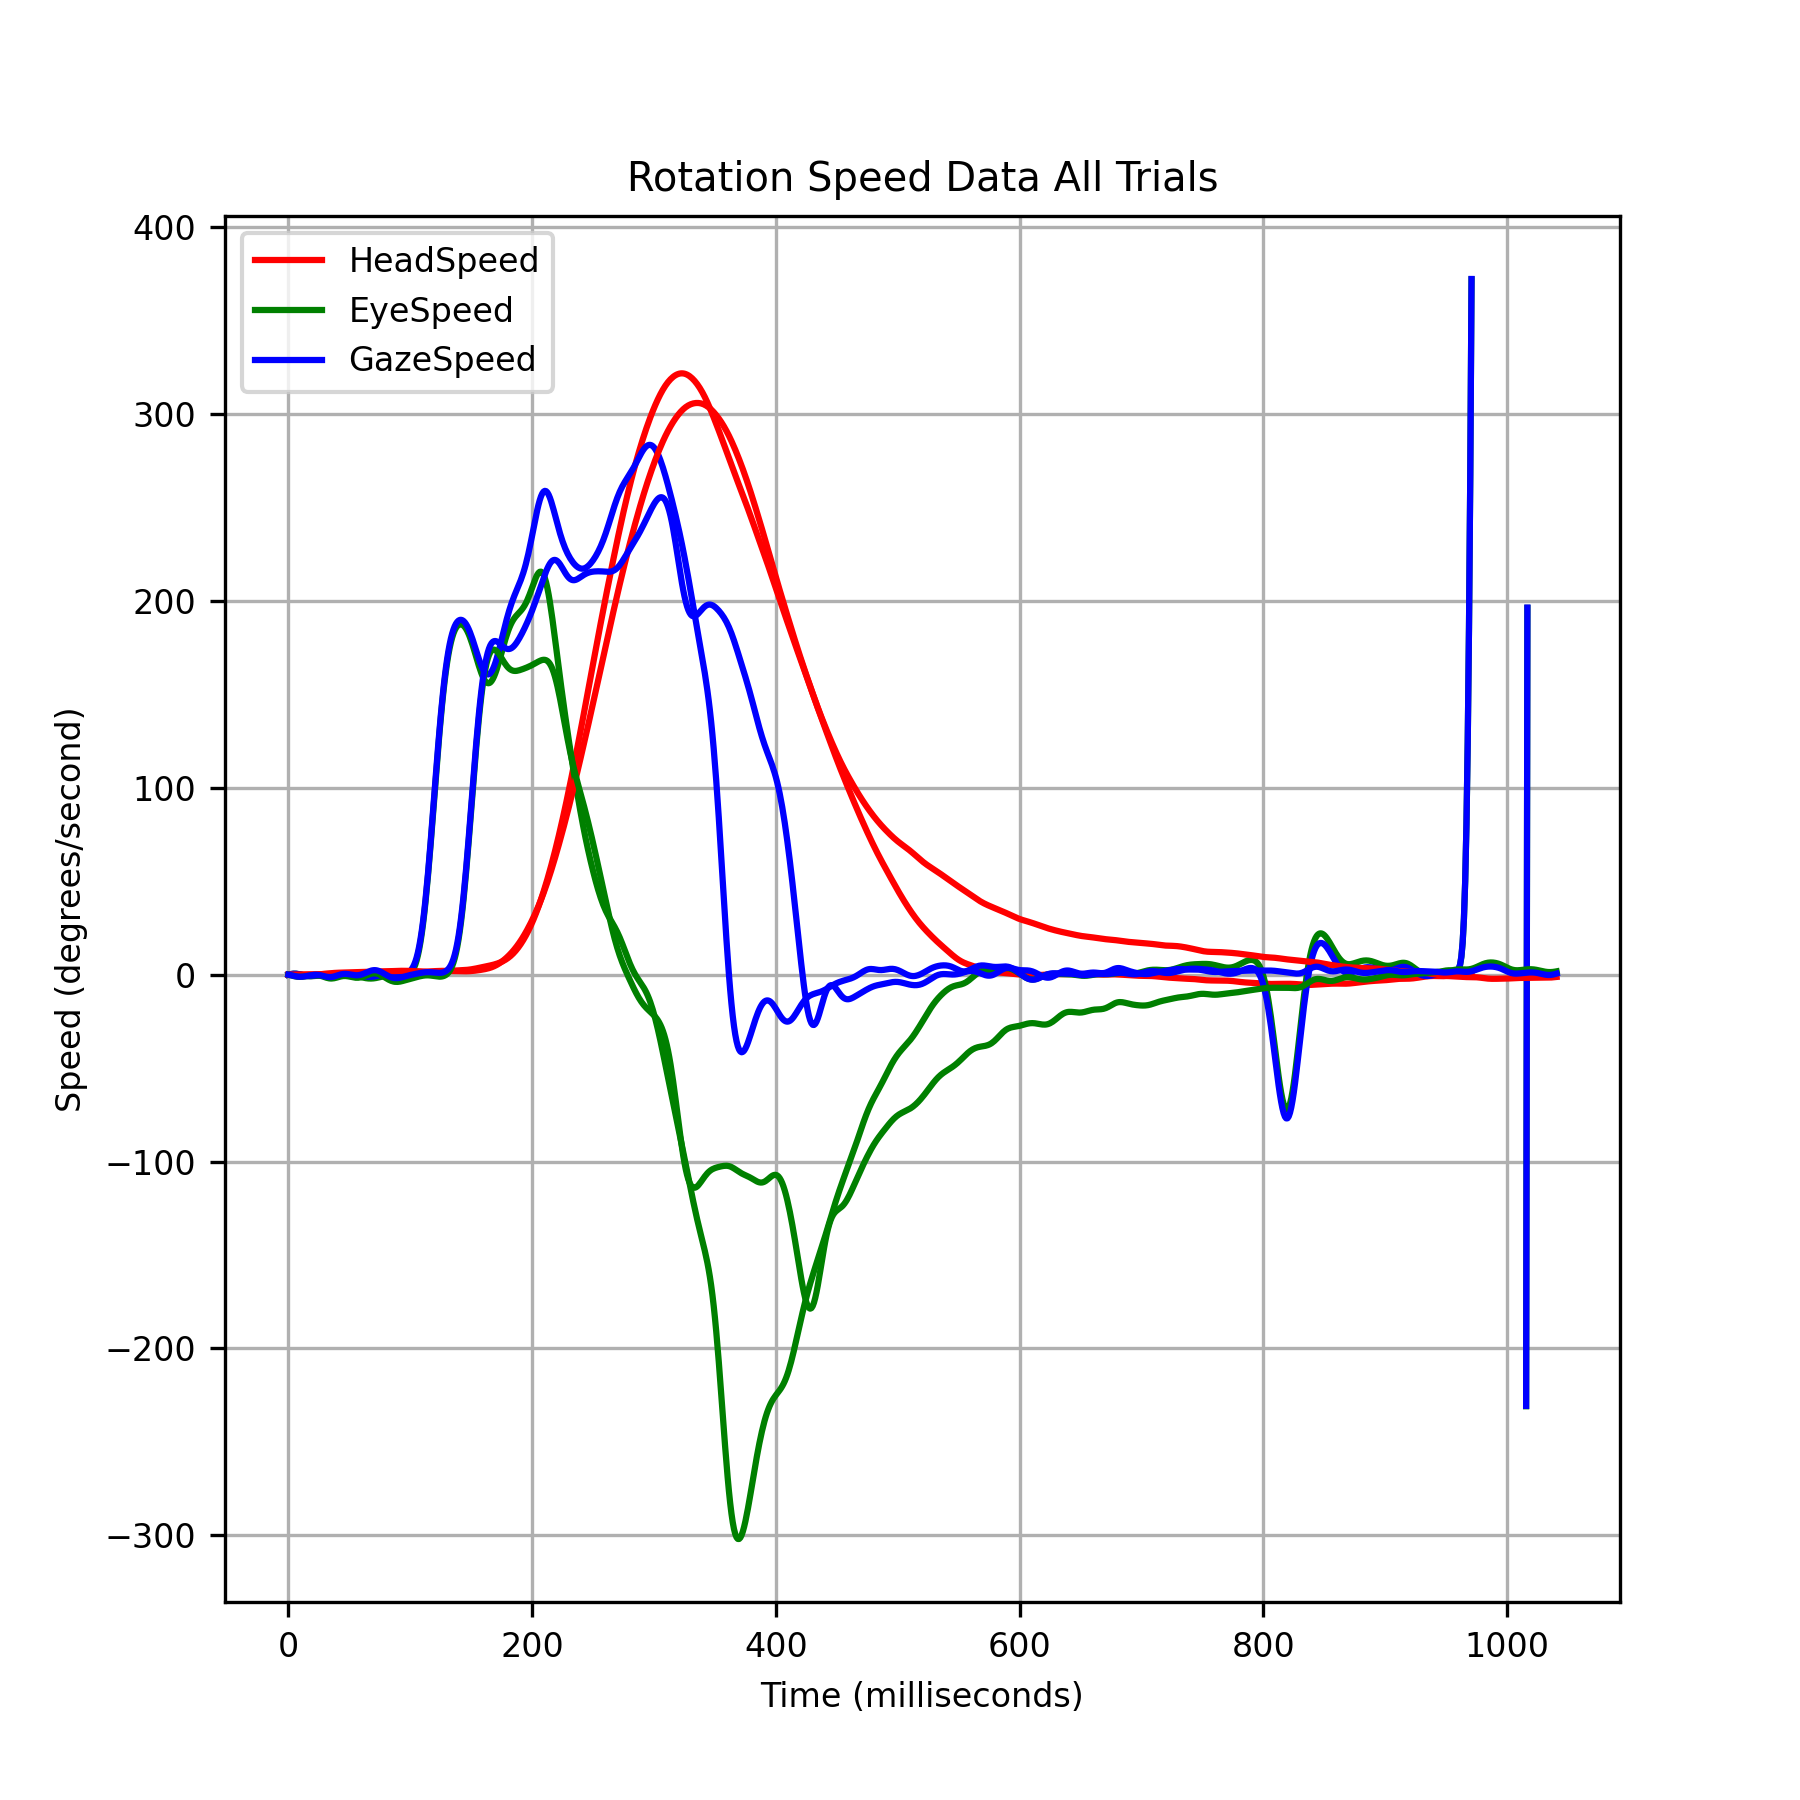 Rotation Speed Data All Trials
HeadSpeed
EyeSpeed
GazeSpeed
Speed (degrees/second)
400
300
200
100
0
−100
−200
−300
0 200 400 600 800 1000
Time (milliseconds)